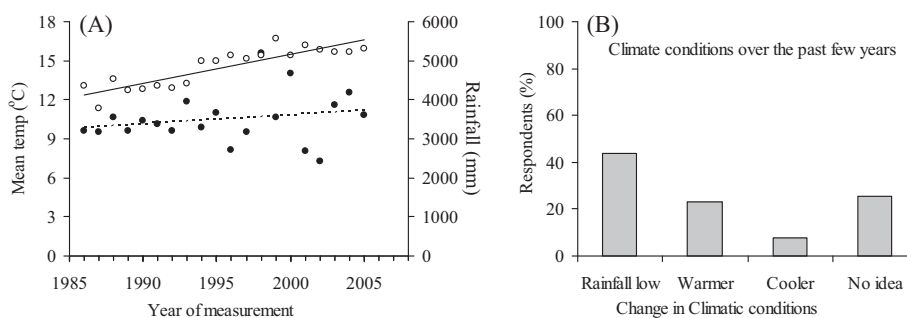 (A)
18
15
12
9
6
3
0
Mean temp (°C)
6000
5000
4000
3000
2000
1000
0
Rainfall (mm)
1985
1990
1995
2000
2005
Year of measurement
(B)
Climate conditions over the past few years
100
80
60
40
20
0
Respondents (%)
Rainfall low
Warmer
Cooler
No idea
Change in Climatic conditions